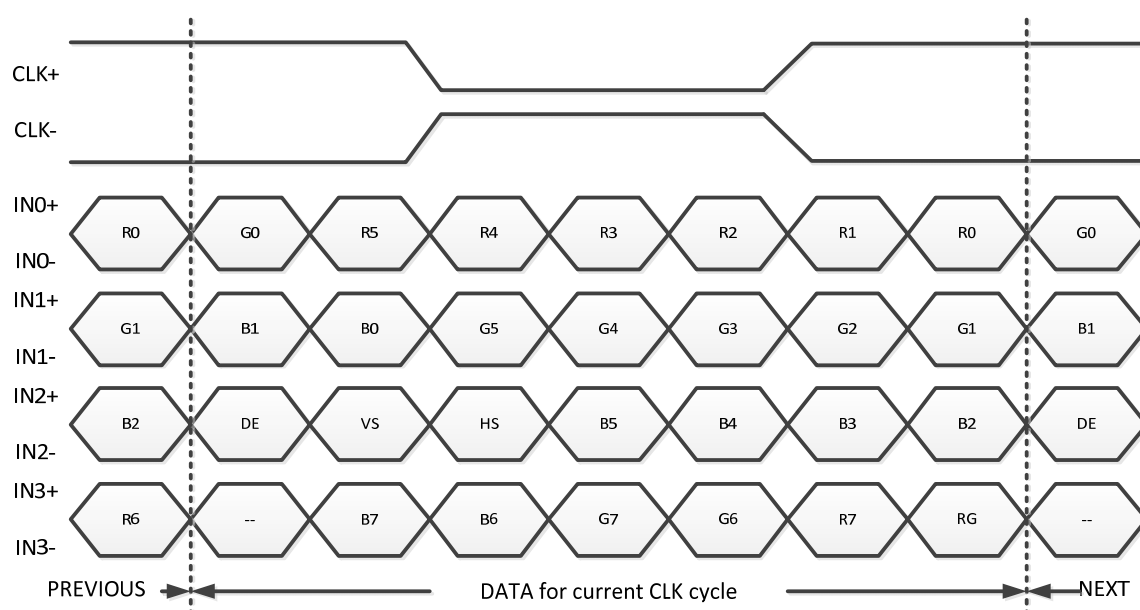 CLK+
CLK-
IN0+
R0 G0 R5 R4 R3 R2 R1 R0 G0
IN0-
IN1+
G1 B1 B0 G5 G4 G3 G2 G1 B1
IN1-
IN2+
B2 DE VS HS B5 B4 B3 B2 DE
IN2-
IN3+
R6 -- B7 B6 G7 G6 R7 RG --
IN3-
PREVIOUS DATA for current CLK cycle NEXT